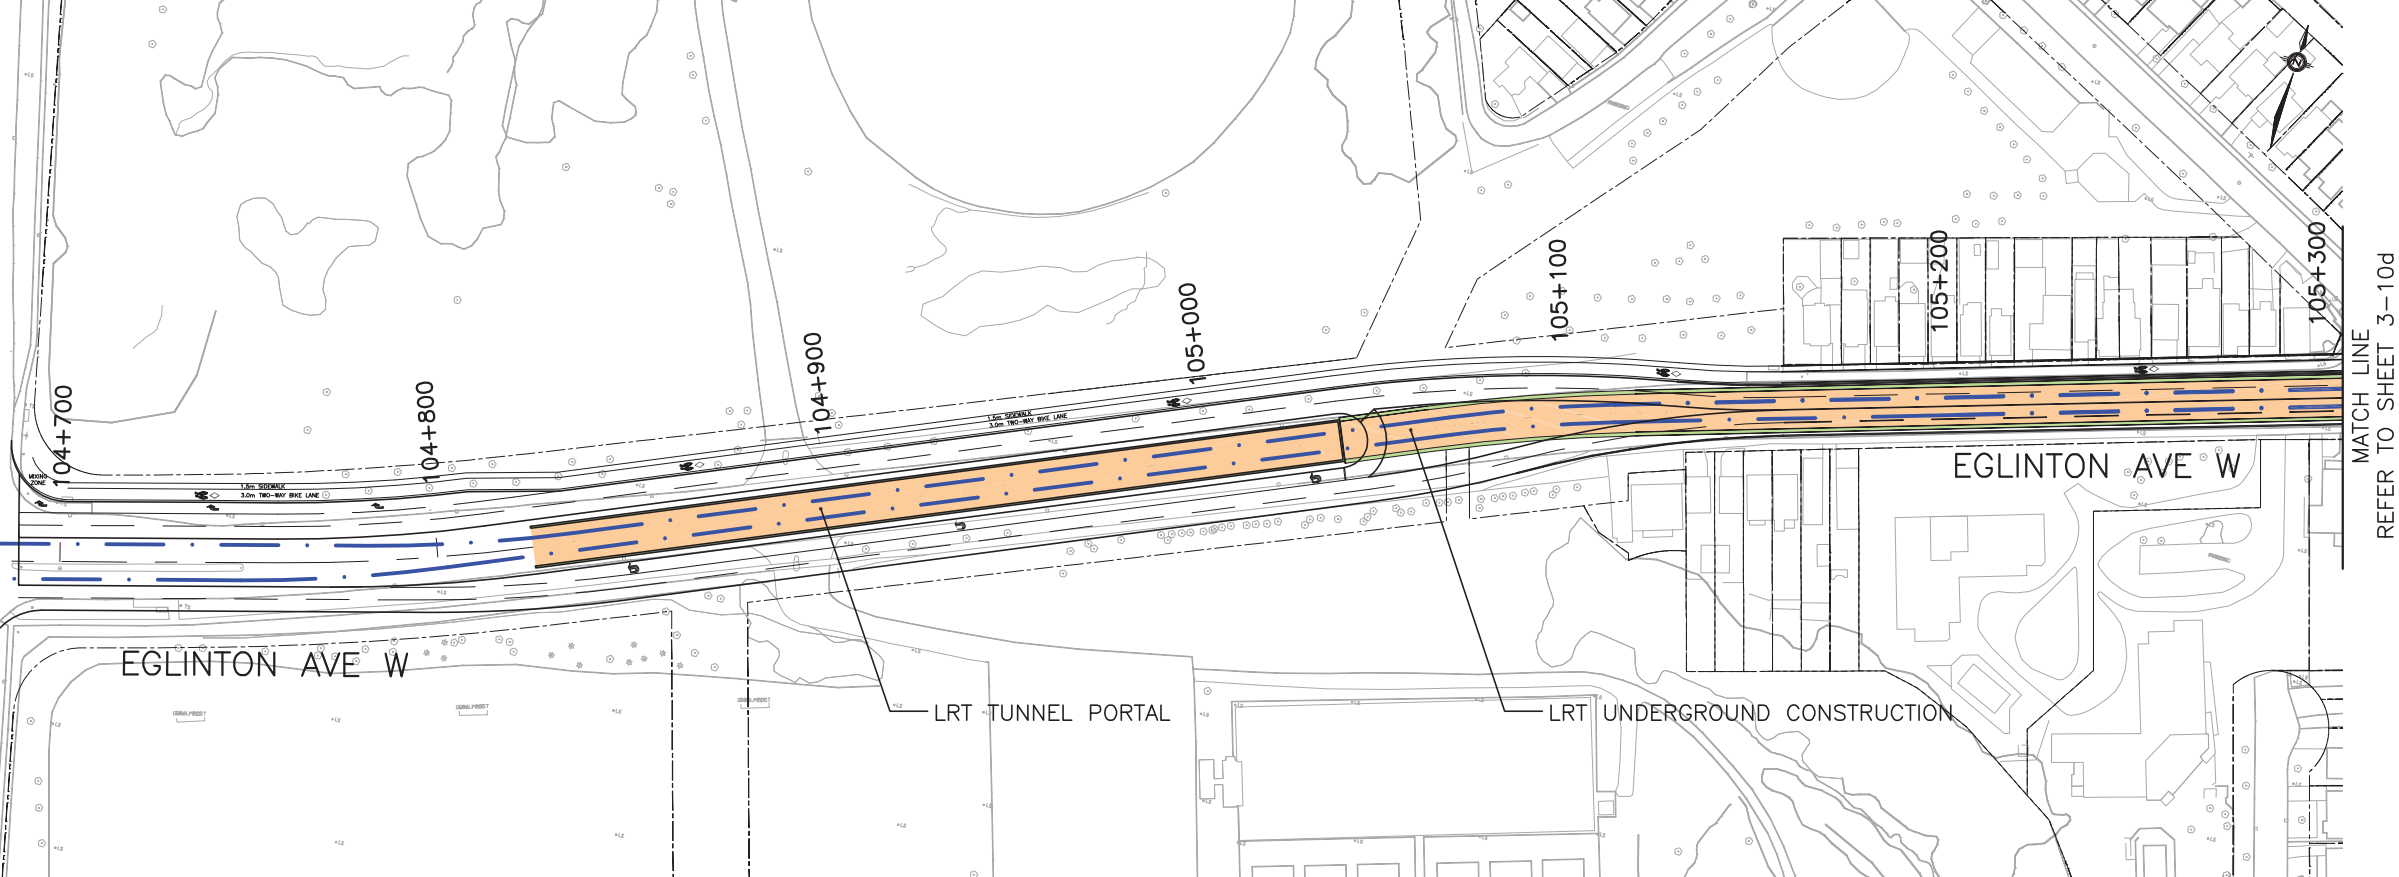 104+700
104+800
104+900
105+000
105+100
105+200
105+300
MATCH LINE
REFER TO SHEET 3-10d
N
1.5m SIDEWALK
3.0m TWO-WAY BIKE LANE
MIXING
ZONE
1.5m SIDEWALK
3.0m TWO-WAY BIKE LANE
EGLINTON AVE W
EGLINTON AVE W
LRT TUNNEL PORTAL
LRT UNDERGROUND CONSTRUCTION